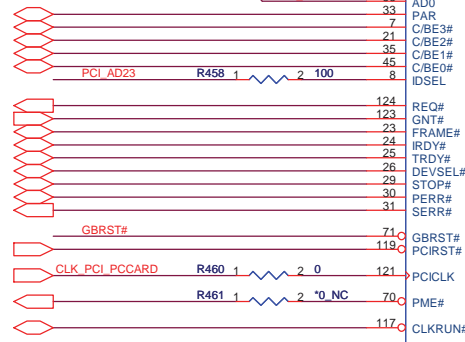 AD0
33 PAR
7 C/BE3#
21 C/BE2#
35 C/BE1#
45 C/BE0#
PCI_AD23 R458 1 2 100 8 IDSEL
124 REQ#
123 GNT#
23 FRAME#
24 IRDY#
25 TRDY#
26 DEVSEL#
29 STOP#
30 PERR#
31 SERR#
GBRST# 71 GBRST#
119 PCIRST#
CLK_PCI_PCCARD R460 1 2 0 121 PCICLK
R461 1 2 *0_NC 70 PME#
117 CLKRUN#